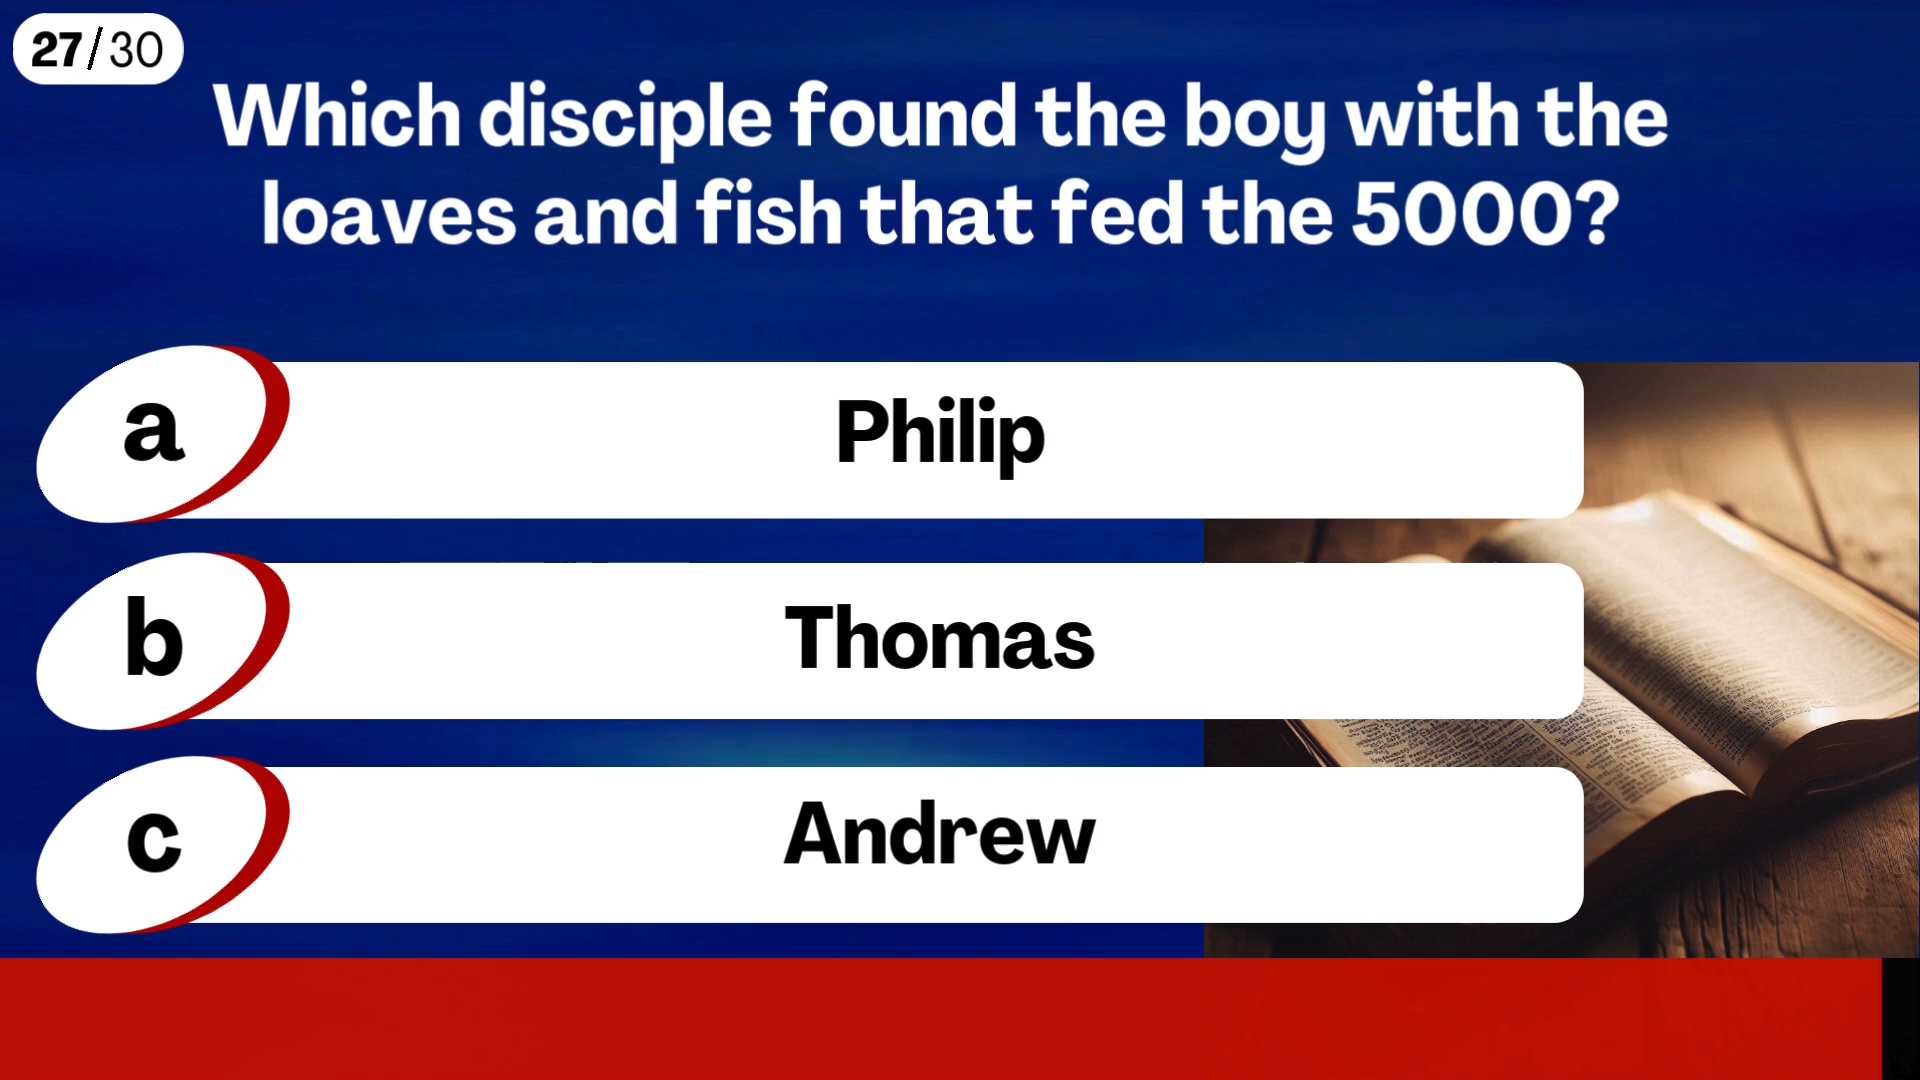 27/30
Which disciple found the boy with the
loaves and fish that fed the 5000?
a
Philip
b
Thomas
c
Andrew